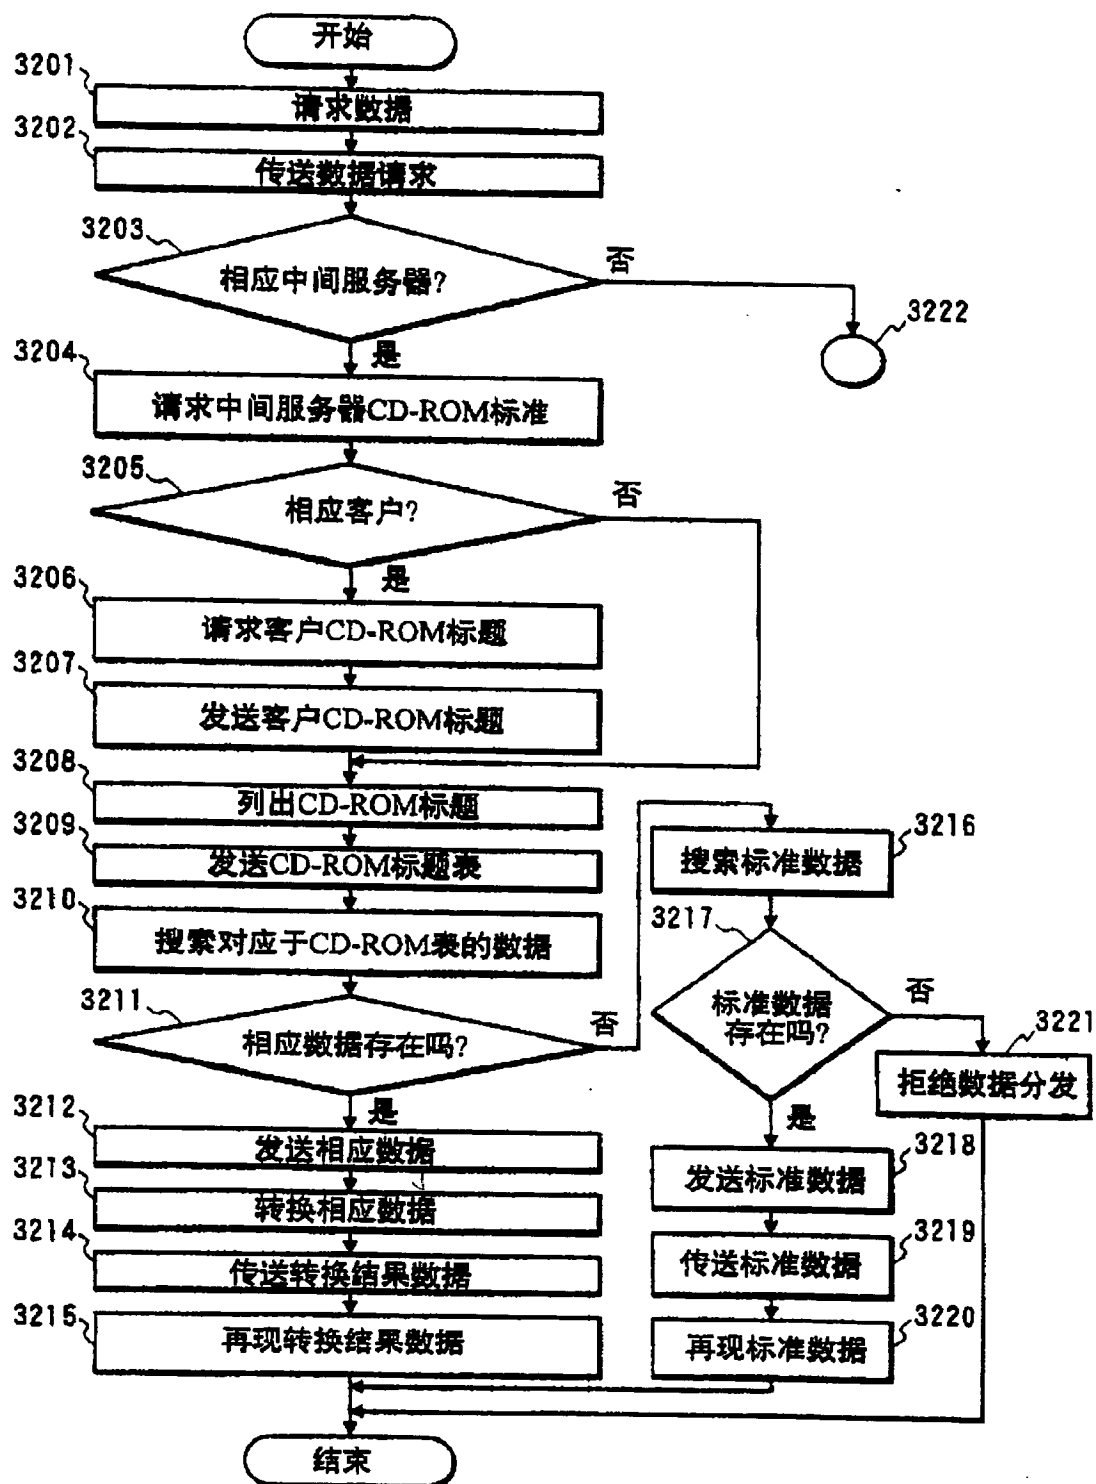 开始
3201
请求数据
3202
传送数据请求
3203
相应中间服务器?
否
3222
是
3204
请求中间服务器CD-ROM标准
3205
相应客户?
否
是
3206
请求客户CD-ROM标题
3207
发送客户CD-ROM标题
3208
列出CD-ROM标题
3209
发送CD-ROM标题表
3210
搜索对应于CD-ROM表的数据
3211
相应数据存在吗?
否
是
3212
发送相应数据
3213
转换相应数据
3214
传送转换结果数据
3215
再现转换结果数据
3216
搜索标准数据
3217
标准数据
存在吗?
否
3221
拒绝数据分发
是
3218
发送标准数据
3219
传送标准数据
3220
再现标准数据
结束